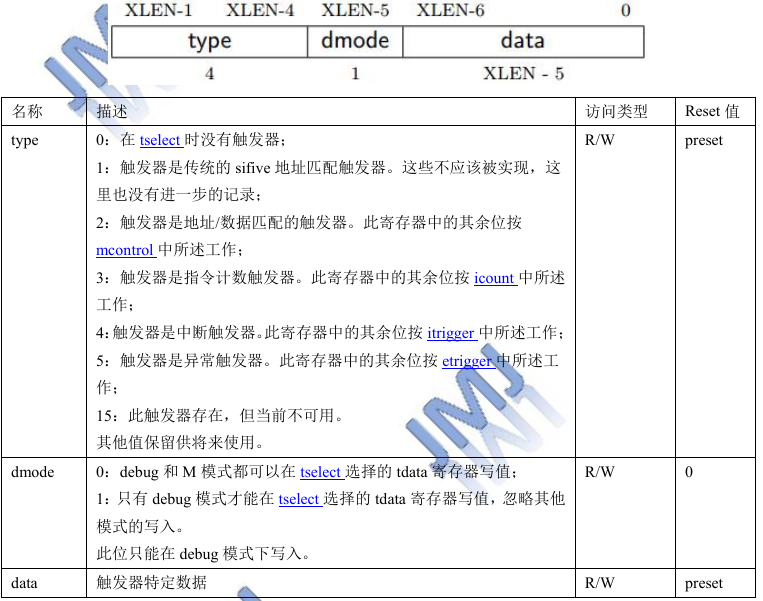 XLEN-1 XLEN-4 XLEN-5 XLEN-6 0
type dmode data
4 1 XLEN - 5
名称 描述 访问类型 Reset 值
type 0：在 tselect 时没有触发器； R/W preset
1：触发器是传统的 sifive 地址匹配触发器。这些不应该被实现，这
里也没有进一步的记录；
2：触发器是地址/数据匹配的触发器。此寄存器中的其余位按
mcontrol 中所述工作；
3：触发器是指令计数触发器。此寄存器中的其余位按 icount 中所述
工作；
4：触发器是中断触发器。此寄存器中的其余位按 itrigger 中所述工作；
5：触发器是异常触发器。此寄存器中的其余位按 etrigger 中所述工
作；
15：此触发器存在，但当前不可用。
其他值保留供将来使用。
JMJ
dmode 0：debug 和 M 模式都可以在 tselect 选择的 tdata 寄存器写值； R/W 0
1：只有 debug 模式才能在 tselect 选择的 tdata 寄存器写值，忽略其他
模式的写入。
此位只能在 debug 模式下写入。
data 触发器特定数据 R/W preset